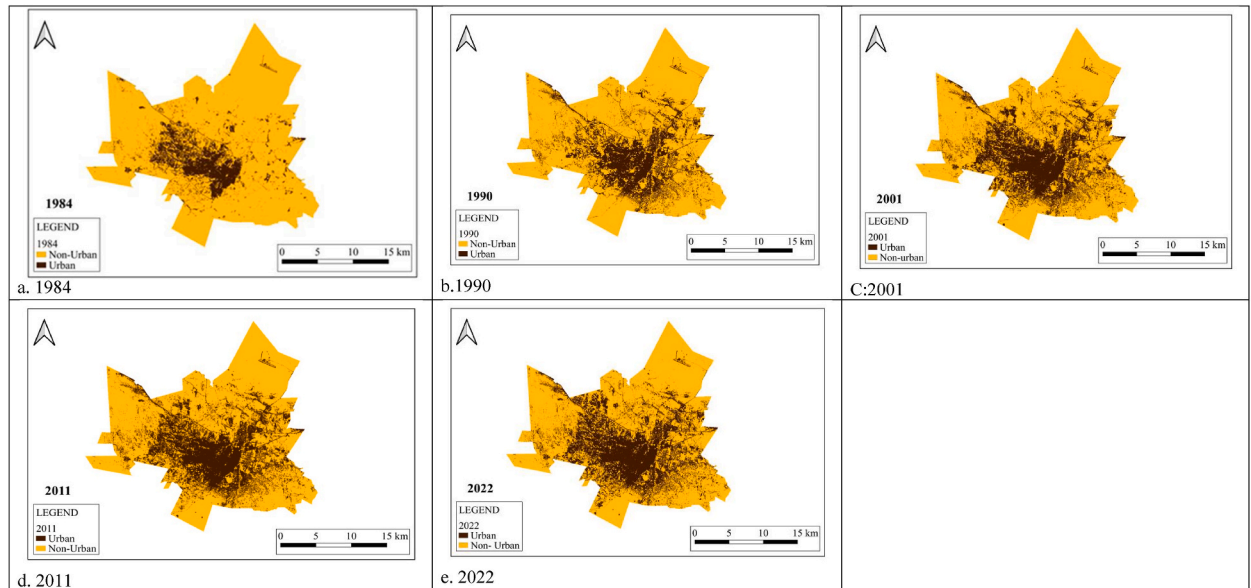 1984
LEGEND
1984
Non-Urban
Urban
0 5 10 15 km
a. 1984
1990
LEGEND
1990
Non-Urban
Urban
0 5 10 15 km
b.1990
2001
LEGEND
2001
Urban
Non-urban
0 5 10 15 km
C:2001
2011
LEGEND
2011
Urban
Non-Urban
0 5 10 15 km
d. 2011
2022
LEGEND
2022
Urban
Non- Urban
0 5 10 15 km
e. 2022